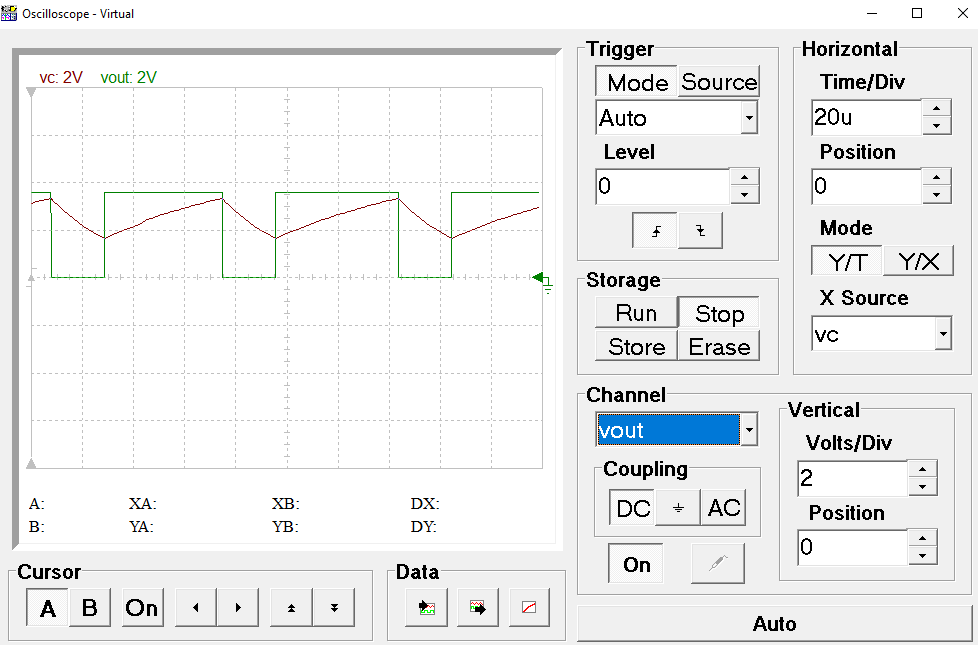 Oscilloscope - Virtual
vc: 2V vout: 2V
A: XA: XB: DX:
B: YA: YB: DY:
Cursor
A B On
Data
Trigger
Mode Source
Auto
Level
0
Storage
Run Stop
Store Erase
Horizontal
Time/Div
20u
Position
0
Mode
Y/T Y/X
X Source
vc
Channel
vout
Coupling
DC AC
On
Vertical
Volts/Div
2
Position
0
Auto